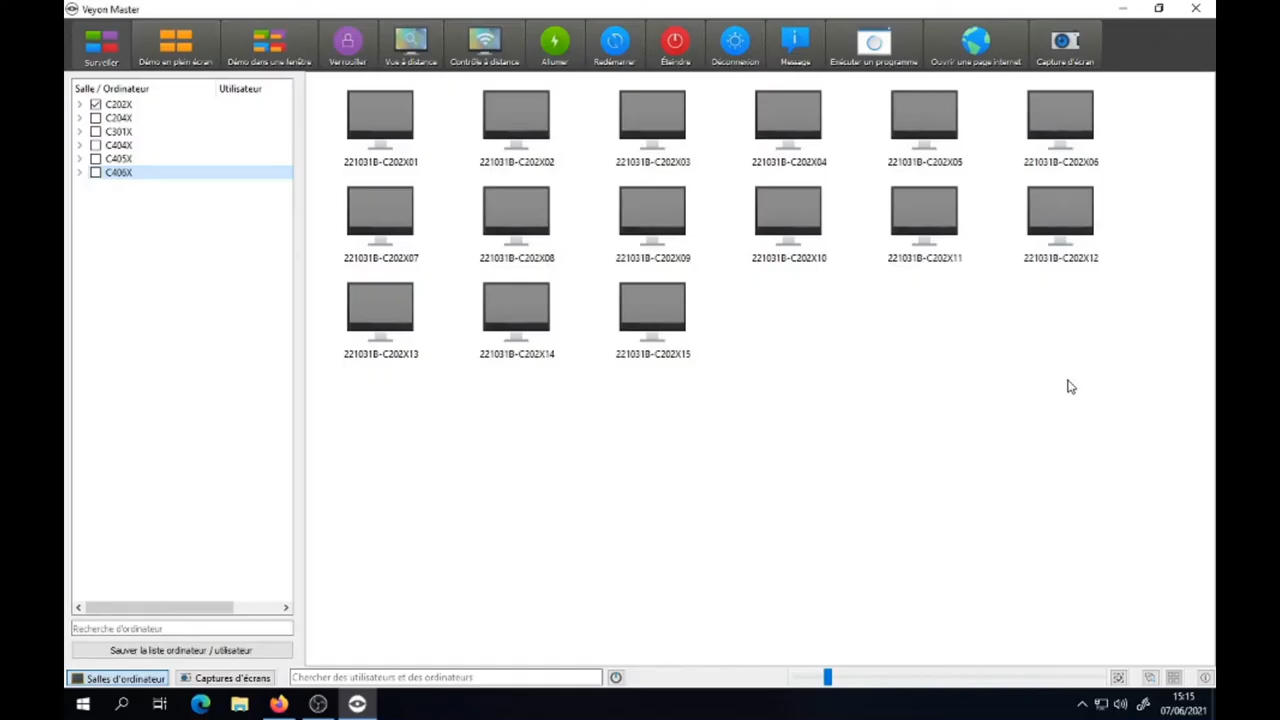 Veyon Master
Surveiller
Démo en plein écran
Démo dans une fenêtre
Verrouiller
Vue à distance
Contrôle à distance
Allumer
Redémarrer
Éteindre
Déconnexion
Message
Exécuter un programme
Ouvrir une page internet
Capture d'écran
Salle / Ordinateur
Utilisateur
C202X
C204X
C301X
C404X
C405X
C406X
221031B-C202X01
221031B-C202X02
221031B-C202X03
221031B-C202X04
221031B-C202X05
221031B-C202X06
221031B-C202X07
221031B-C202X08
221031B-C202X09
221031B-C202X10
221031B-C202X11
221031B-C202X12
221031B-C202X13
221031B-C202X14
221031B-C202X15
Recherche d'ordinateur
Sauver la liste ordinateur / utilisateur
Salles d'ordinateur
Captures d'écrans
Chercher des utilisateurs et des ordinateurs
15:15
07/06/2021